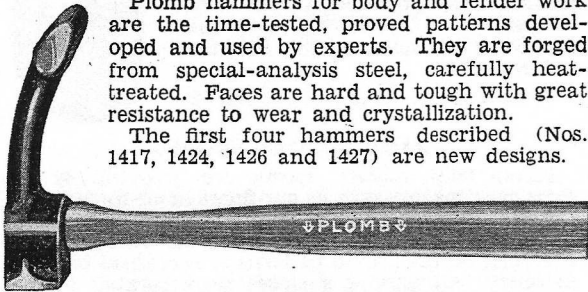 Plomb hammers for body and fender work
are the time-tested, proved patterns devel-
oped and used by experts. They are forged
from special-analysis steel, carefully heat-
treated. Faces are hard and tough with great
resistance to wear and crystallization.
The first four hammers described (Nos.
1417, 1424, 1426 and 1427) are new designs.
PLOMB